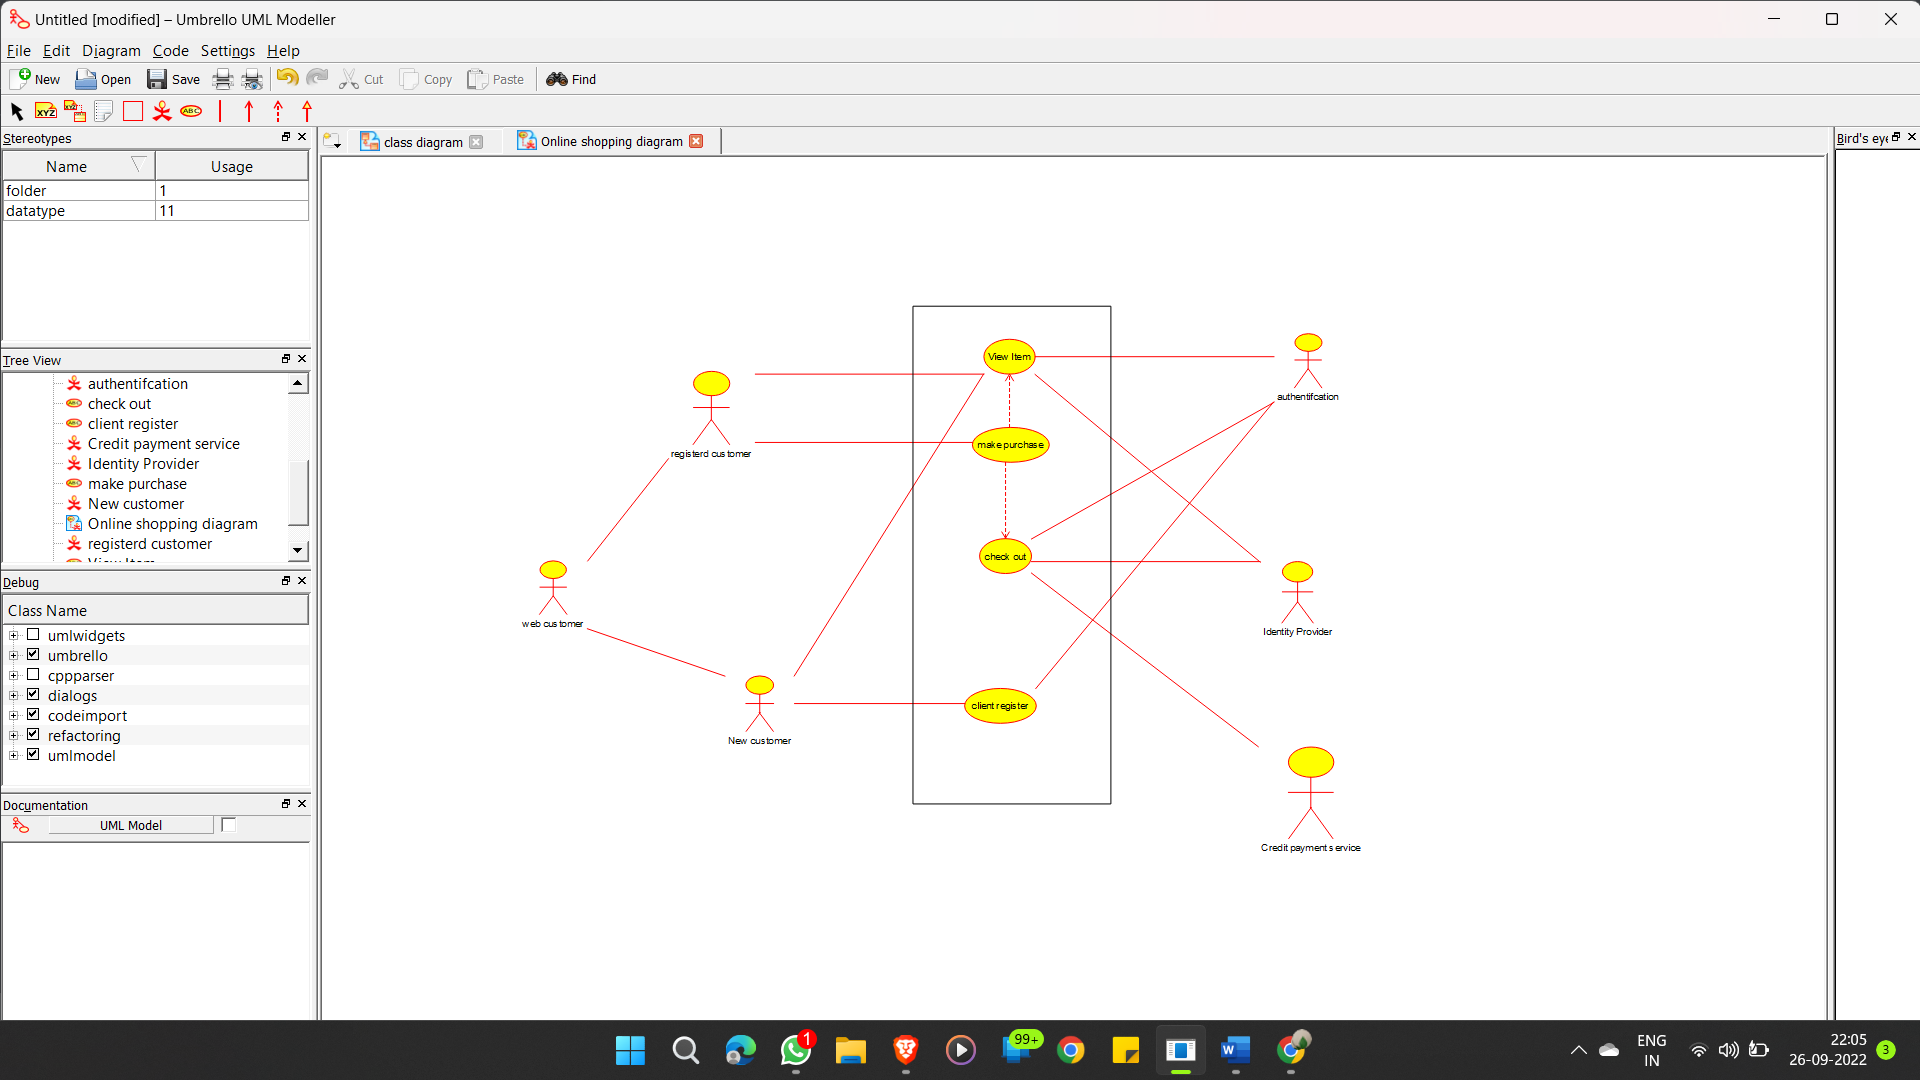 Untitled [modified] – Umbrello UML Modeller
File Edit Diagram Code Settings Help
New Open Save Cut Copy Paste Find
XYZ XYZ ABC
Stereotypes
Name Usage
folder 1
datatype 11
Tree View
authentifcation
check out
client register
Credit payment service
Identity Provider
make purchase
New customer
Online shopping diagram
registerd customer
View Item
Debug
Class Name
umlwidgets
umbrello
cppparser
dialogs
codeimport
refactoring
umlmodel
Documentation
UML Model
class diagram Online shopping diagram
Bird's eye
View Item
authentifcation
registerd customer
make purchase
check out
web customer
Identity Provider
New customer
client register
Credit payment service
1
99+
W
ENG
IN
22:05
26-09-2022
3